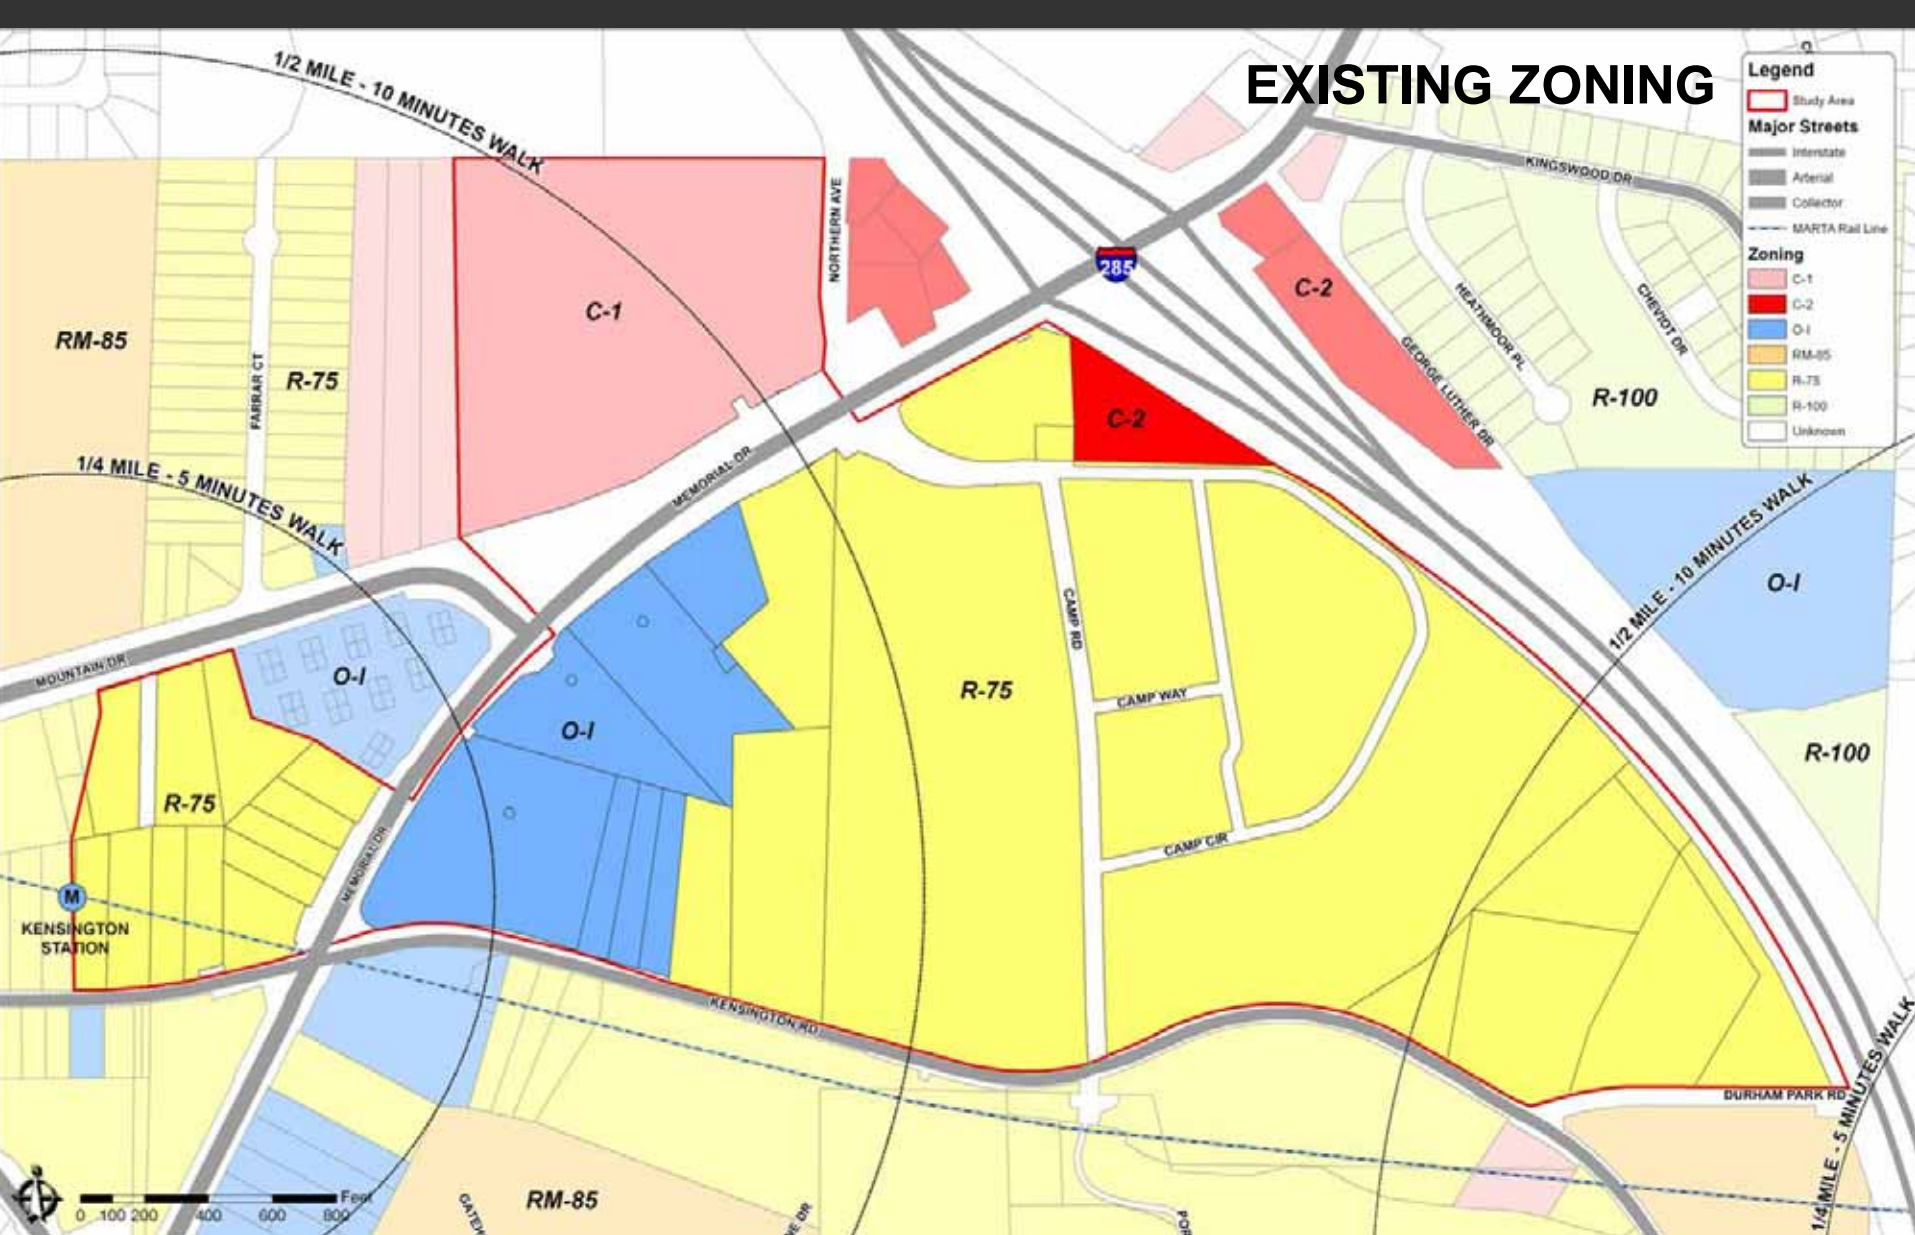 EXISTING ZONING
Legend
Study Area
Major Streets
Interstate
Arterial
Collector
MARTA Rail Line
Zoning
C-1
C-2
O-I
RM-85
R-75
R-100
Unknown
1/2 MILE - 10 MINUTES WALK
KINGSWOOD DR
NORTHERN AVE
285
C-2
HEATHMOOR PL
CHEVIOT DR
C-1
RM-85
R-75
FARRAR CT
GEORGE LUTHER DR
R-100
C-2
1/4 MILE - 5 MINUTES WALK
MEMORIAL DR
1/2 MILE - 10 MINUTES WALK
O-I
MOUNTAIN DR
O-I
CAMP RD
R-75
CAMP WAY
O-I
R-100
R-75
MEMORIAL DR
CAMP CIR
M
KENSINGTON
STATION
KENSINGTON RD
DURHAM PARK RD
1/4 MILE - 5 MINUTES WALK
RM-85
Feet
0 100 200 400 600 800